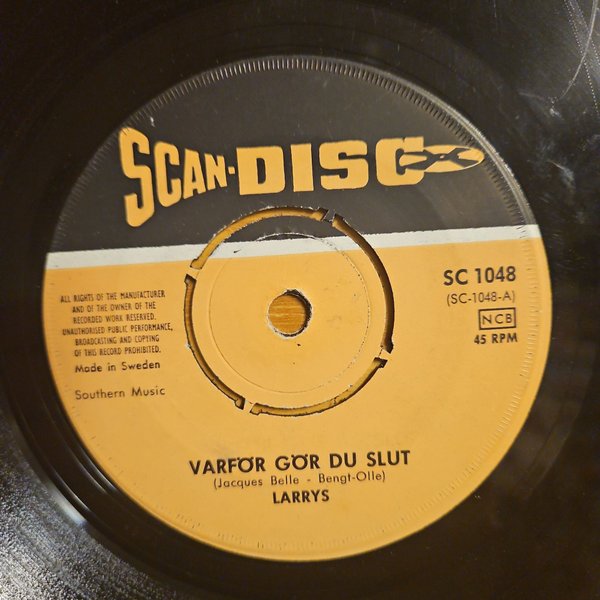 SCAN-DISC
SC 1048
(SC-1048-A)
NCB
45 RPM
ALL RIGHTS OF THE MANUFACTURER
AND OF THE OWNER OF THE
RECORDED WORK RESERVED.
UNAUTHORISED PUBLIC PERFORMANCE,
BROADCASTING AND COPYING
OF THIS RECORD PROHIBITED.
Made in Sweden
Southern Music
VARFÖR GÖR DU SLUT
(Jacques Belle - Bengt-Olle)
LARRYS